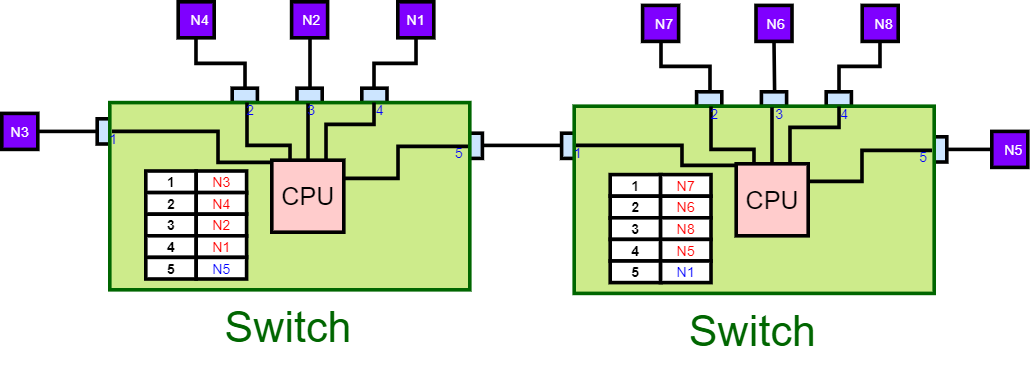 N4 N2 N1 N7 N6 N8
2 3 4 2 3 4
N3 1 5 1 5 N5
CPU CPU
1 N3
2 N4
3 N2
4 N1
5 N5
1 N7
2 N6
3 N8
4 N5
5 N1
Switch Switch